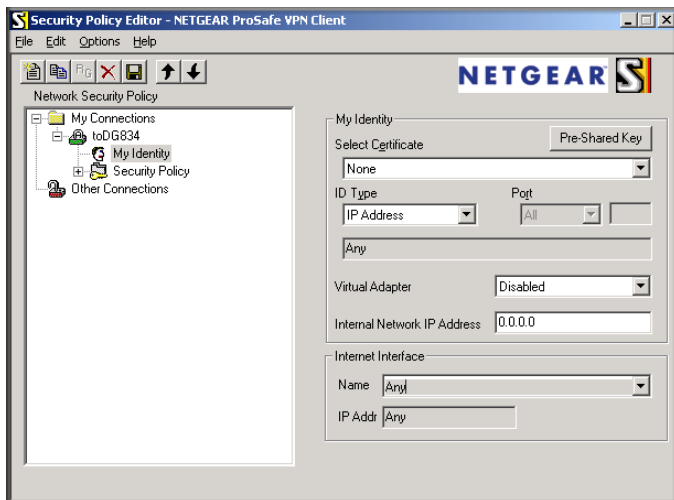 Security Policy Editor - NETGEAR ProSafe VPN Client
File Edit Options Help
NETGEAR
Network Security Policy
My Connections
toDG834
My Identity
Security Policy
Other Connections
My Identity
Select Certificate
Pre-Shared Key
None
ID Type
Port
IP Address
All
Any
Virtual Adapter
Disabled
Internal Network IP Address
0.0.0.0
Internet Interface
Name
Any
IP Addr
Any